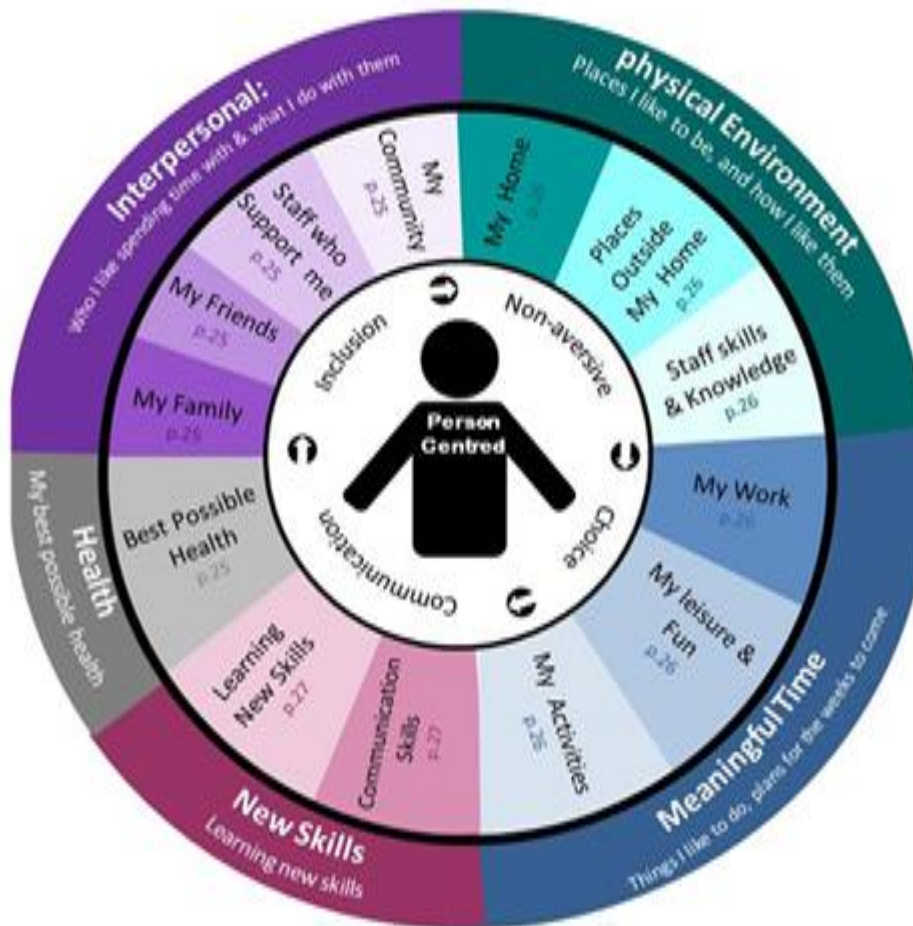 Interpersonal:
Who I like spending time with & what I do with them
physical Environment
places I like to be, and how I like them
Meaningful Time
Things I like to do, plans for the weeks to come
New Skills
Learning new skills
Health
My best possible health
My
Community
p.25
Staff who
Support me
p.25
My Friends
p.25
My Family
p.25
Best Possible
Health
p.25
Learning
New Skills
p.27
Communication
Skills
p.27
My Activities
p.26
My leisure &
Fun
p.26
My Work
p.26
Staff skills
& Knowledge
p.26
Places
Outside
My Home
p.26
My Home
Inclusion
Non-aversive
Choice
Communication
Person
Centred